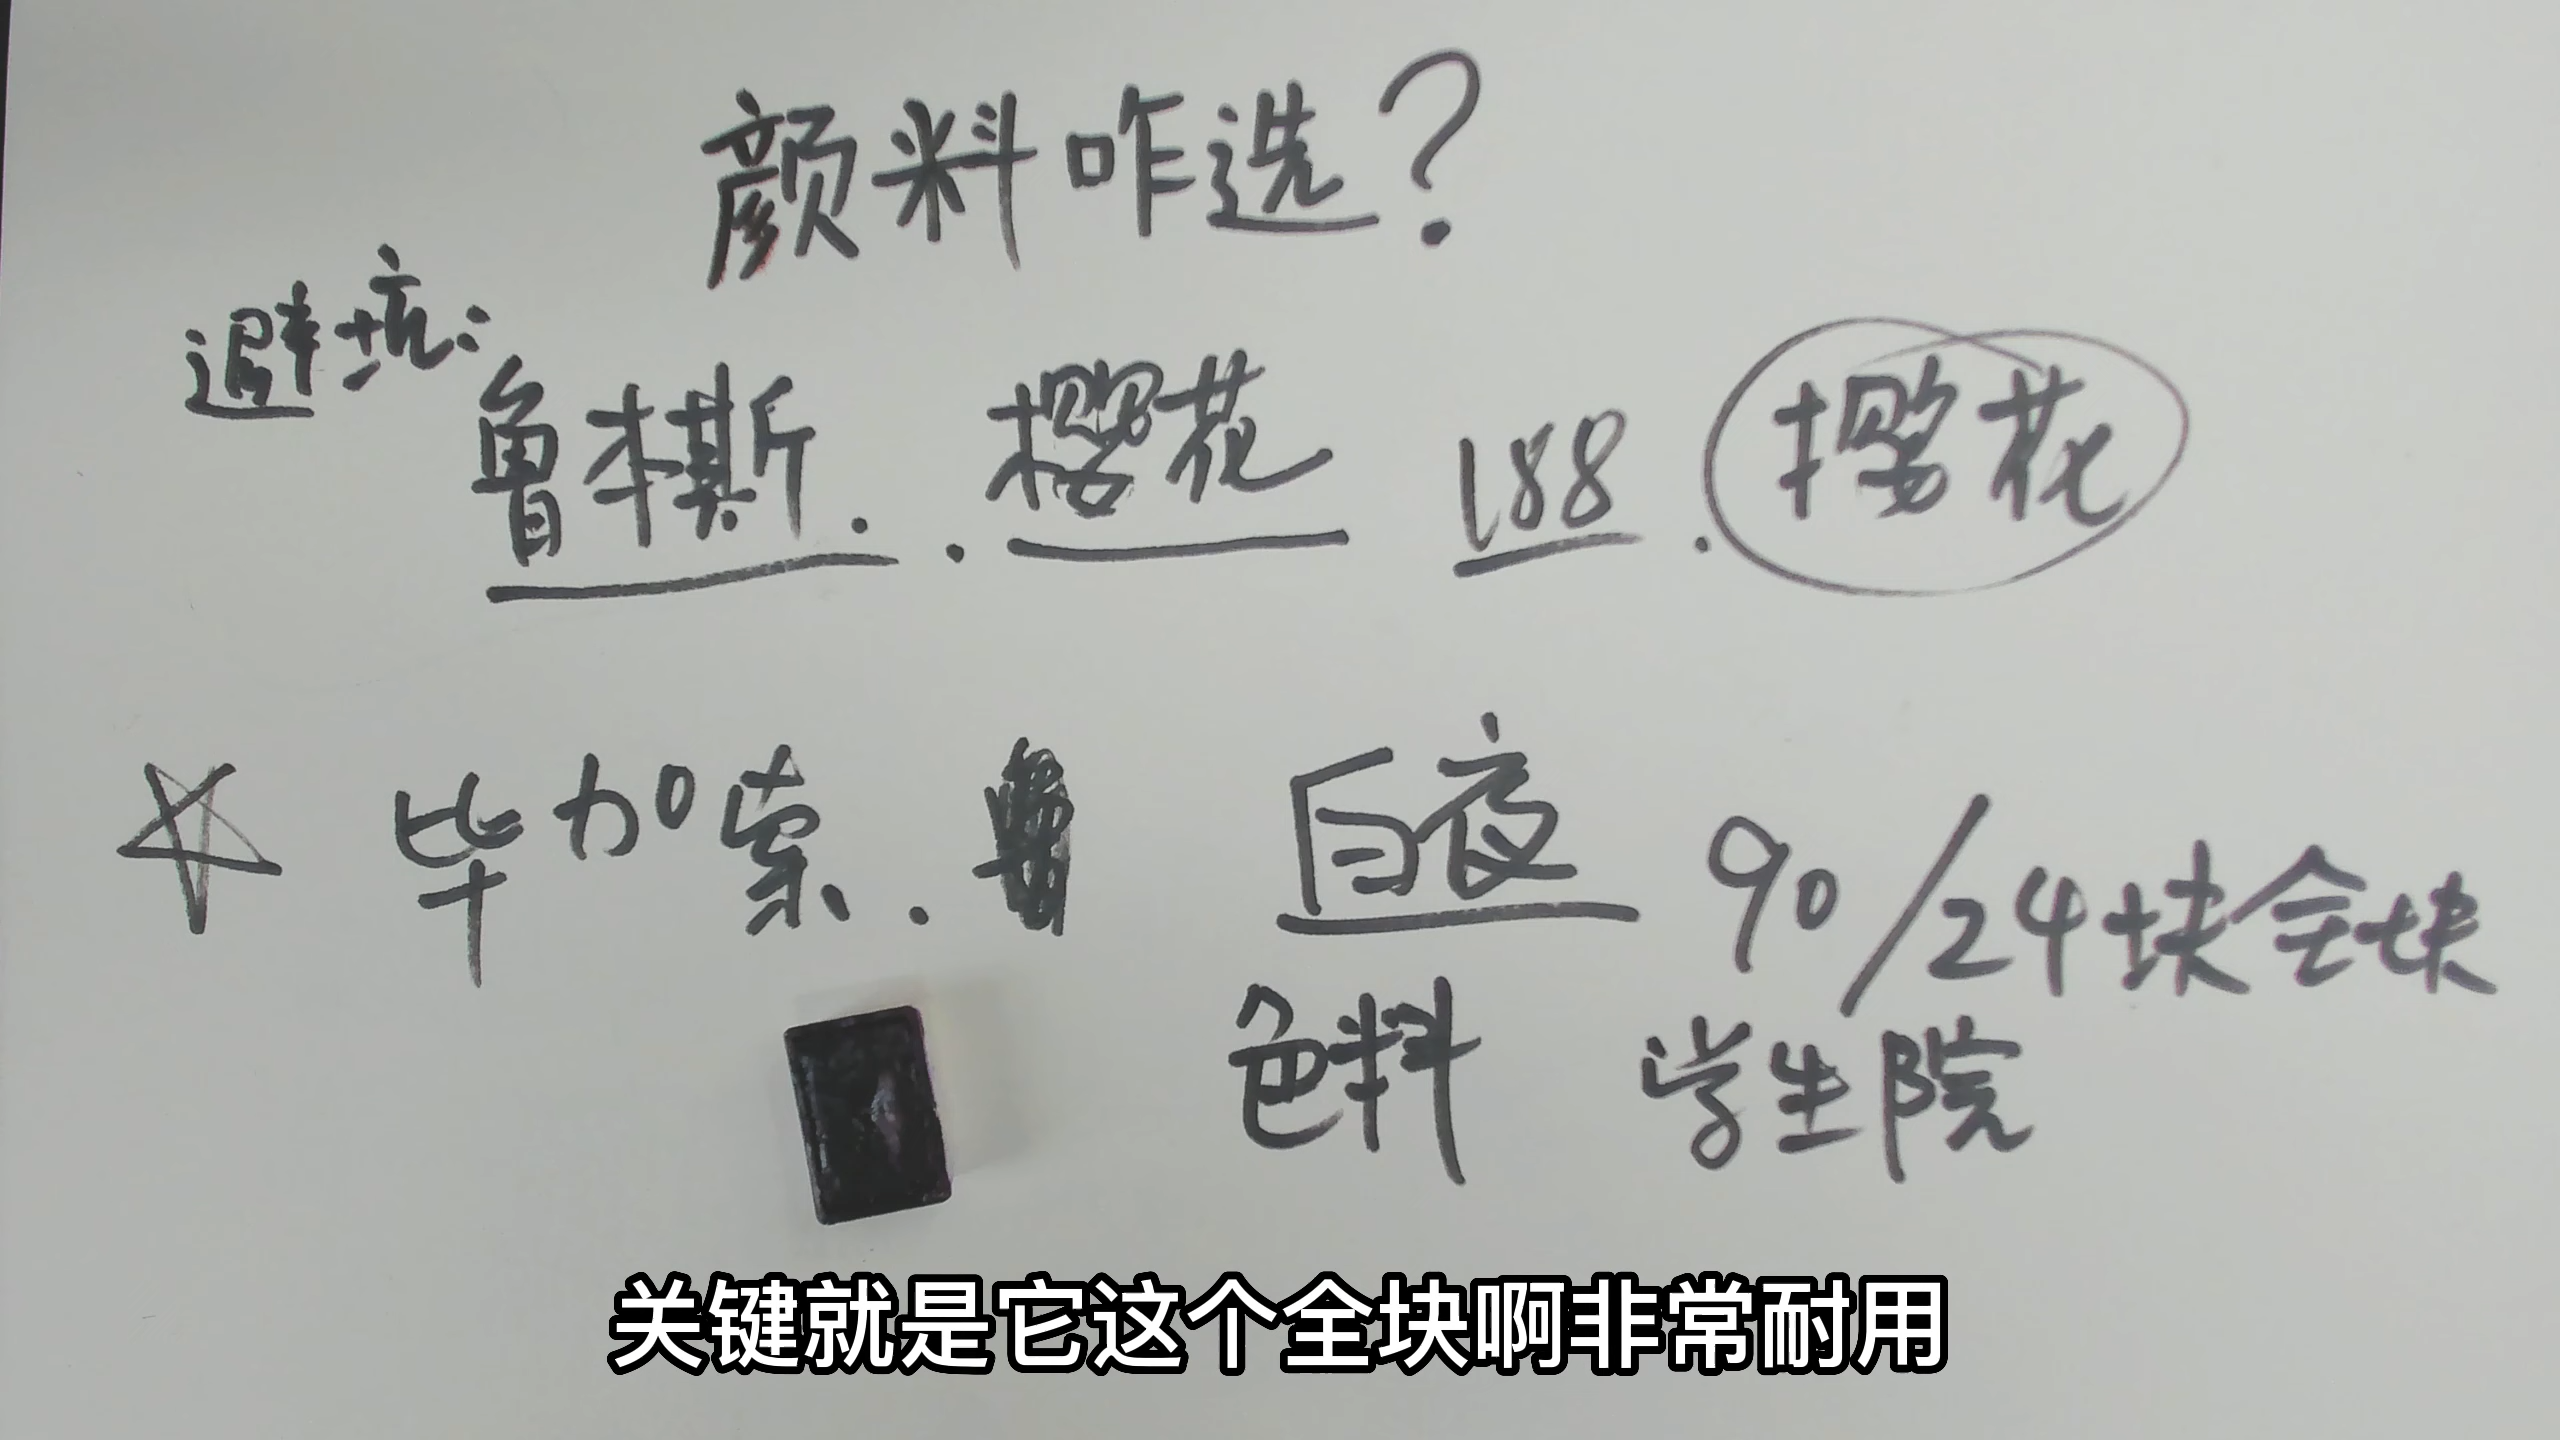 颜料咋选?
避坑:
鲁本斯. .樱花 188.樱花
毕加索. 白夜 90/24块全块
色料 学生院
关键就是它这个全块啊非常耐用